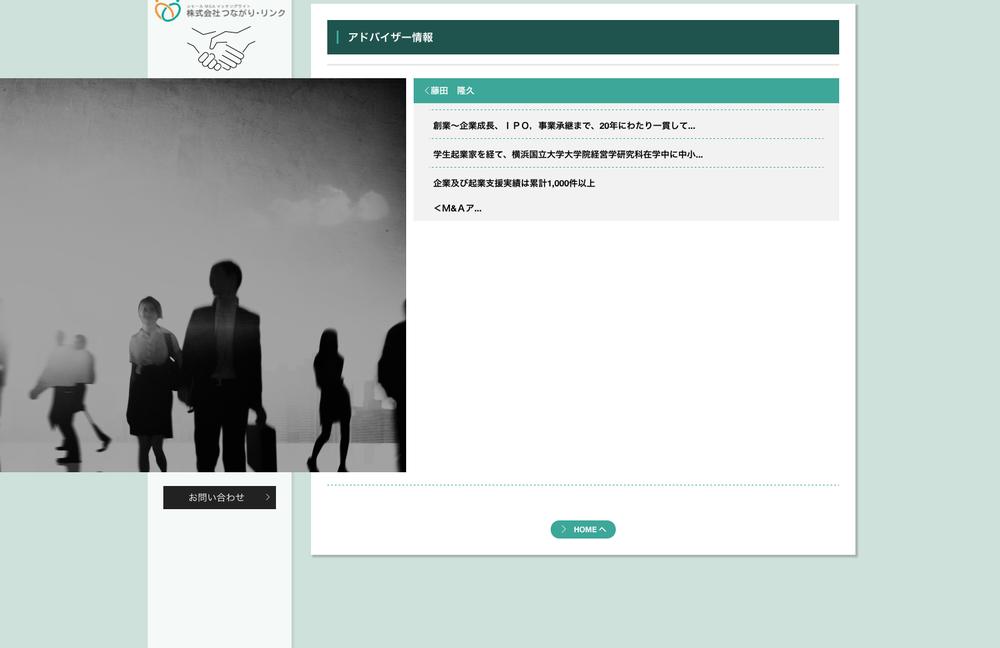 株式会社つながり・リンク
アドバイザー情報
藤田　隆久
創業～企業成長、ＩＰＯ，事業承継まで、20年にわたり一貫して...
学生起業家を経て、横浜国立大学大学院経営学研究科在学中に中小...
企業及び起業支援実績は累計1,000件以上
＜M&Aア...
お問い合わせ
HOME へ